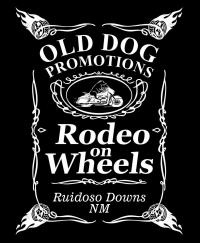 OLD DOG
PROMOTIONS
Rodeo
on
Wheels
Ruidoso Downs
NM